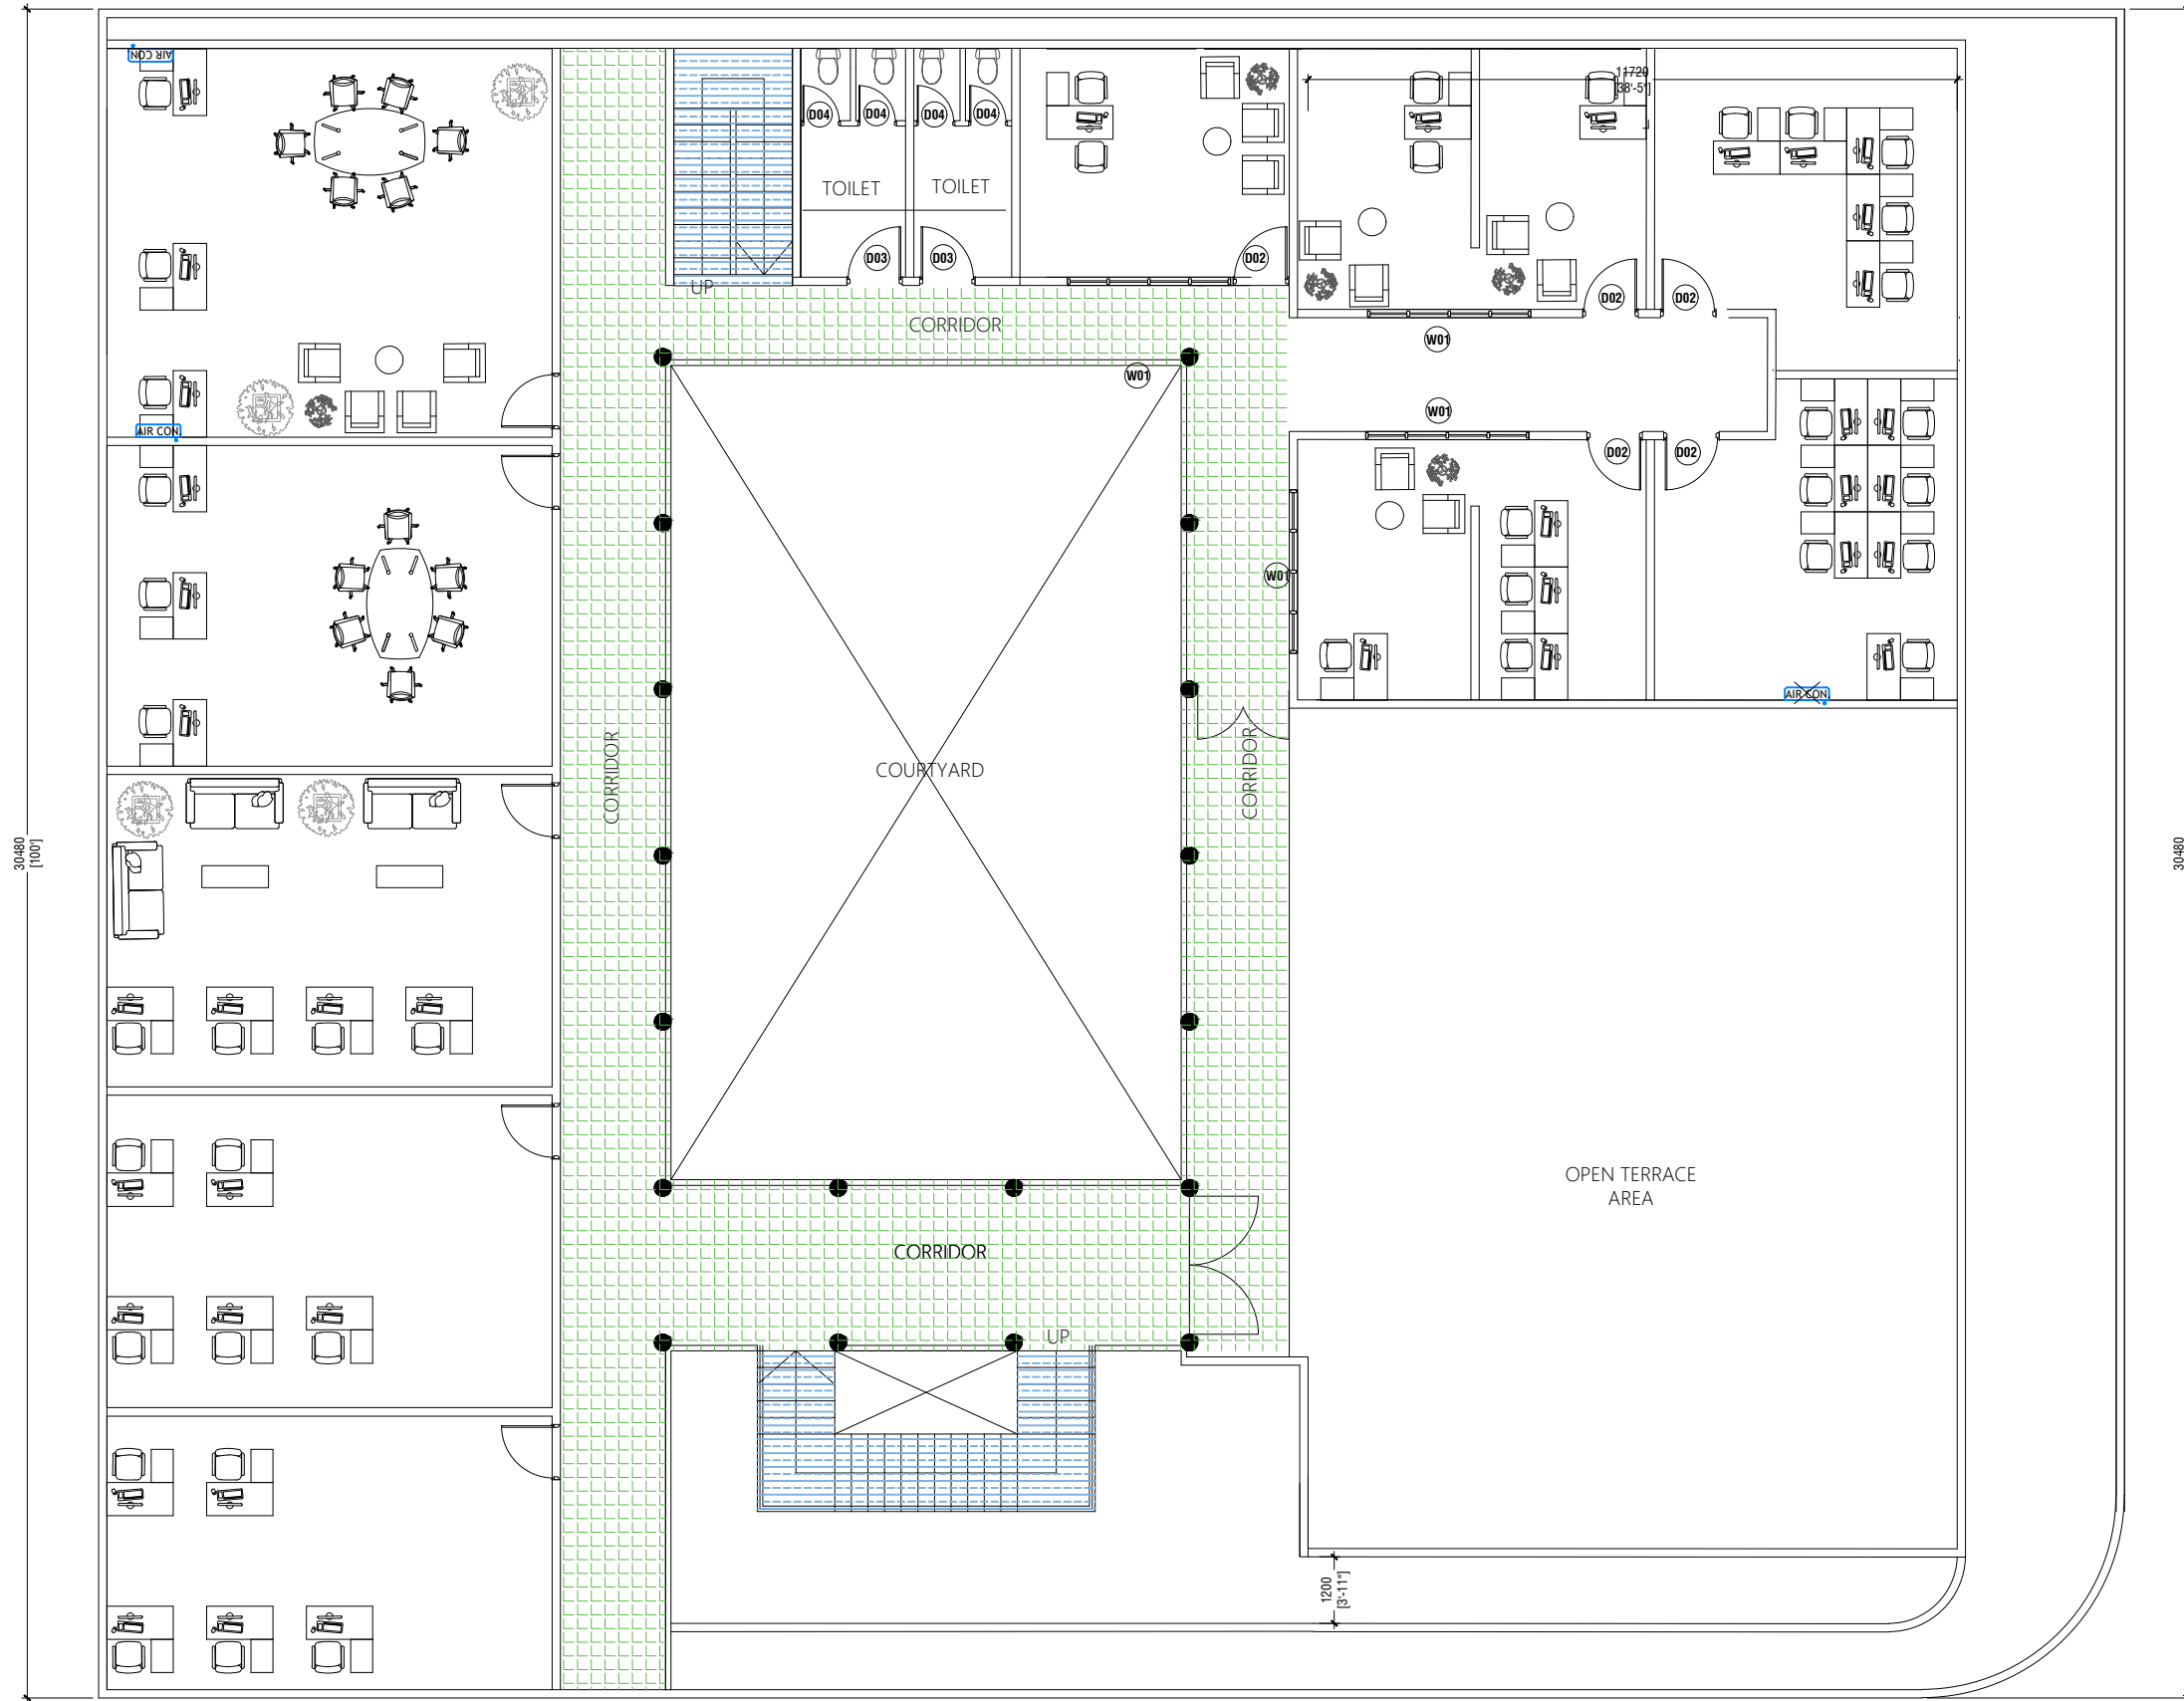 AIR CON.
11720
[38'-5"]
D04
D04
D04
D04
TOILET
TOILET
D03
D03
D02
UP
D02
D02
CORRIDOR
W01
W01
W01
AIR CON.
D02
D02
W01
AIR CON.
CORRIDOR
COURTYARD
CORRIDOR
30480
[100']
30480
OPEN TERRACE
AREA
CORRIDOR
UP
1200
[3'-11"]